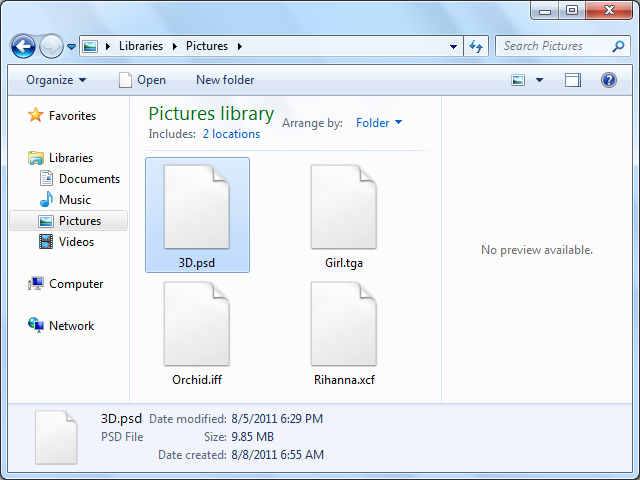 Libraries Pictures
Search Pictures
Organize Open New folder
Favorites
Libraries
Documents
Music
Pictures
Videos
Computer
Network
Pictures library
Includes: 2 locations
Arrange by: Folder
3D.psd
Girl.tga
Orchid.iff
Rihanna.xcf
No preview available.
3D.psd Date modified: 8/5/2011 6:29 PM
PSD File Size: 9.85 MB
Date created: 8/8/2011 6:55 AM